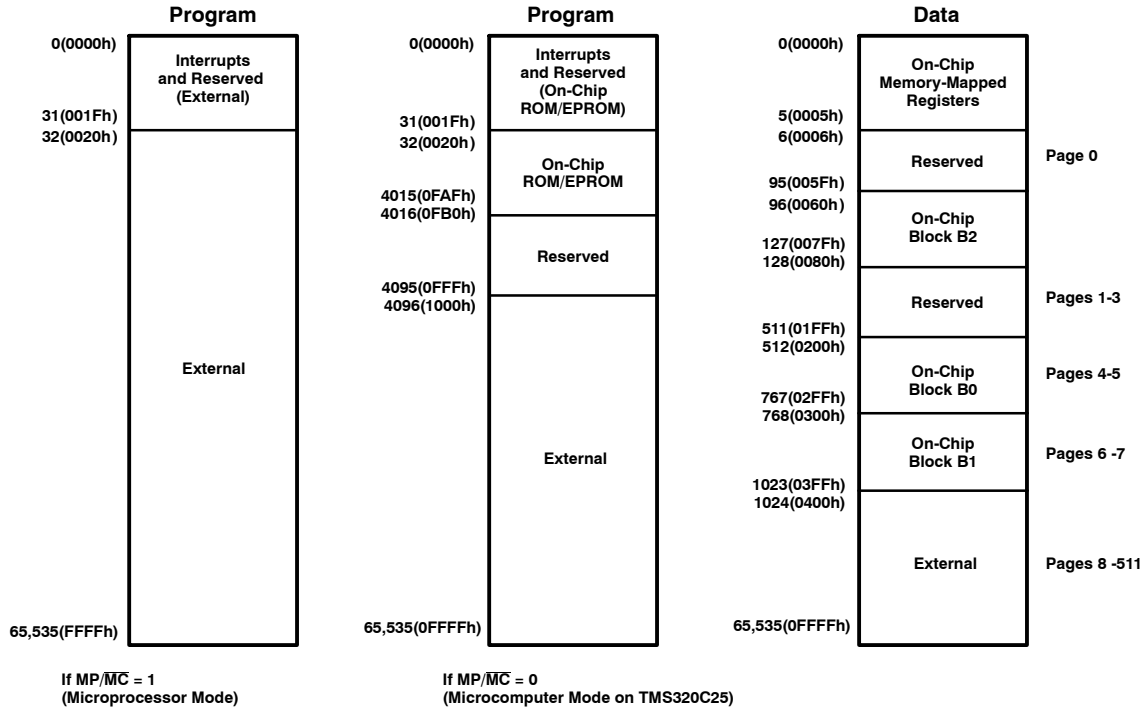 Program
0(0000h)
Interrupts
and Reserved
(External)
31(001Fh)
32(0020h)
External
65,535(FFFFh)
If MP/M̅C̅ = 1
(Microprocessor Mode)
Program
0(0000h)
Interrupts
and Reserved
(On-Chip
ROM/EPROM)
31(001Fh)
32(0020h)
On-Chip
ROM/EPROM
4015(0FAFh)
4016(0FB0h)
Reserved
4095(0FFFh)
4096(1000h)
External
65,535(0FFFFh)
If MP/M̅C̅ = 0
(Microcomputer Mode on TMS320C25)
Data
0(0000h)
On-Chip
Memory-Mapped
Registers
5(0005h)
6(0006h)
Reserved
Page 0
95(005Fh)
96(0060h)
On-Chip
Block B2
127(007Fh)
128(0080h)
Reserved
Pages 1-3
511(01FFh)
512(0200h)
On-Chip
Block B0
Pages 4-5
767(02FFh)
768(0300h)
On-Chip
Block B1
Pages 6 -7
1023(03FFh)
1024(0400h)
External
Pages 8 -511
65,535(0FFFFh)